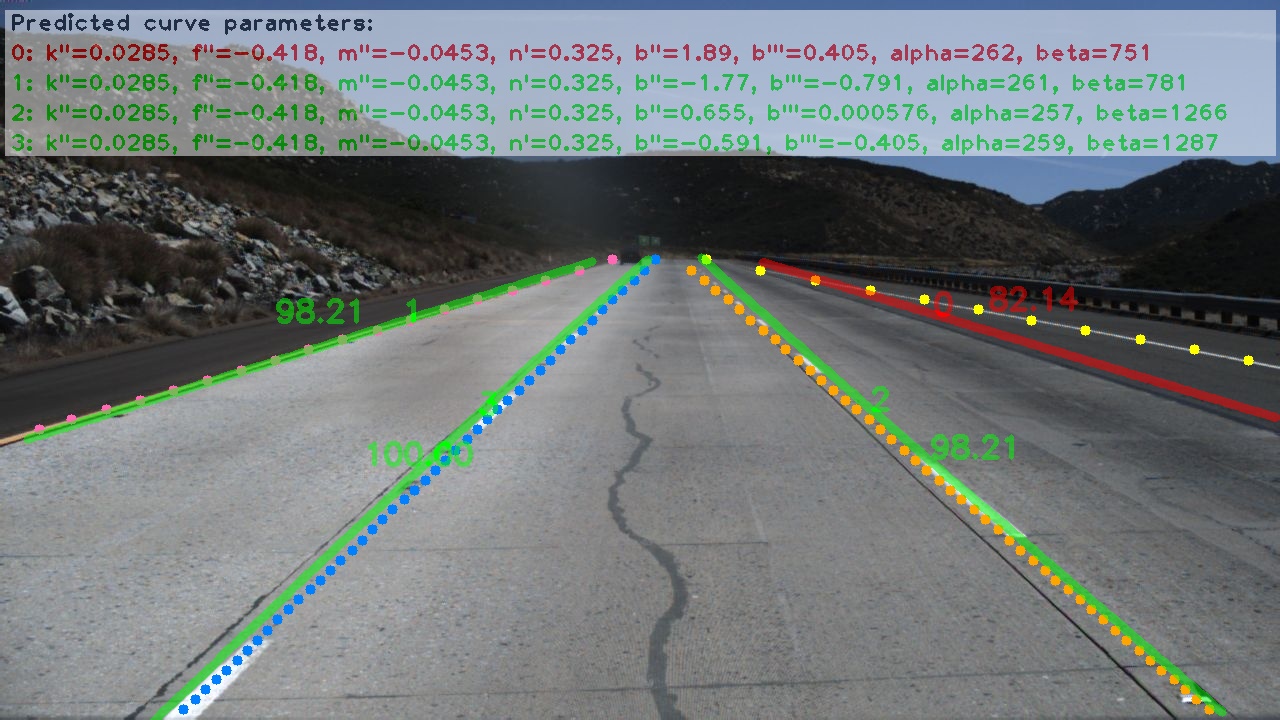 Predicted curve parameters:
0: k''=0.0285, f''=−0.418, m''=−0.0453, n'=0.325, b''=1.89, b'''=0.405, alpha=262, beta=751
1: k''=0.0285, f''=−0.418, m''=−0.0453, n'=0.325, b''=−1.77, b'''=−0.791, alpha=261, beta=781
2: k''=0.0285, f''=−0.418, m''=−0.0453, n'=0.325, b''=0.655, b'''=0.000576, alpha=257, beta=1266
3: k''=0.0285, f''=−0.418, m''=−0.0453, n'=0.325, b''=−0.591, b'''=−0.405, alpha=259, beta=1287
98.21 1
0 82.14
2
100.00
98.21